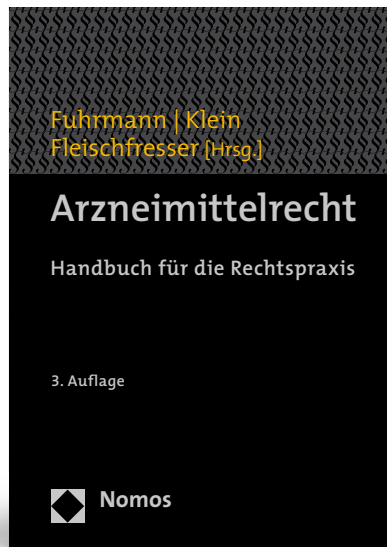 Fuhrmann | Klein
Fleischfresser [Hrsg.]
Arzneimittelrecht
Handbuch für die Rechtspraxis
3. Auflage
Nomos